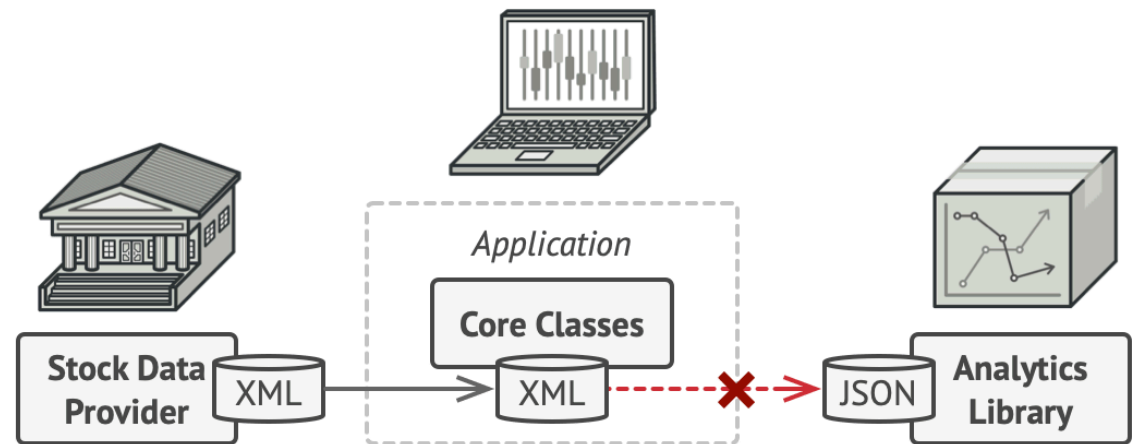 Application
Core Classes
Stock Data
Provider
XML
XML
JSON
Analytics
Library